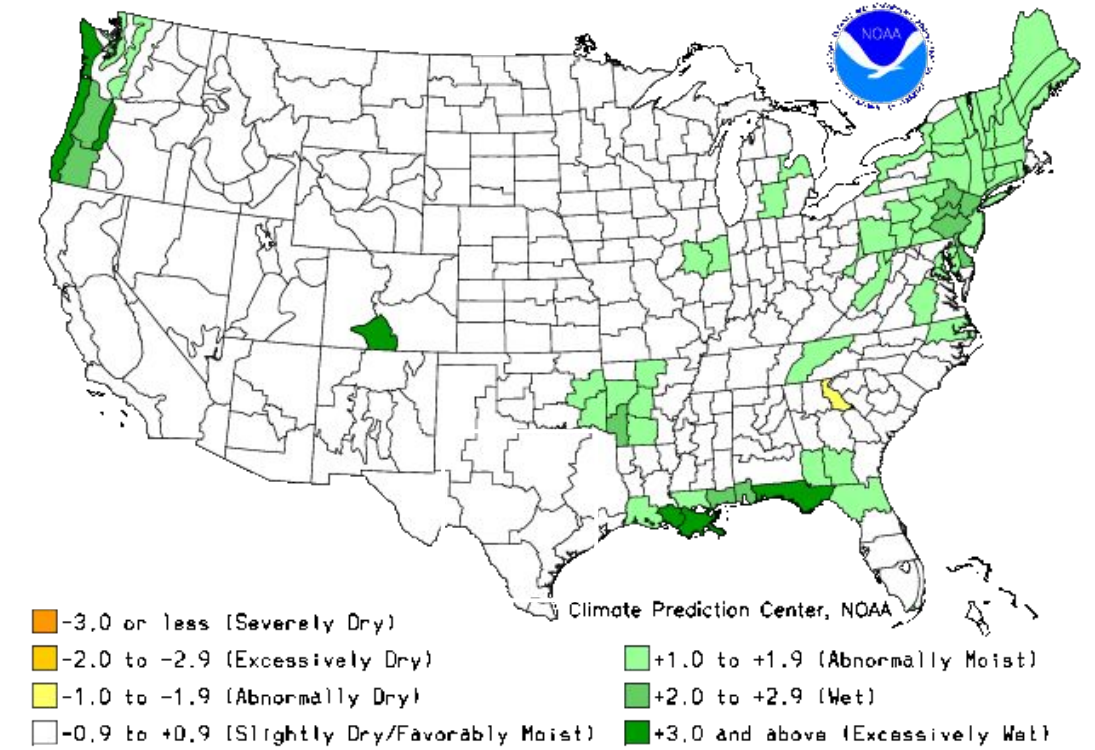 NOAA
Climate Prediction Center, NOAA
-3.0 or less (Severely Dry)
-2.0 to -2.9 (Excessively Dry)
-1.0 to -1.9 (Abnormally Dry)
-0.9 to +0.9 (Slightly Dry/Favorably Moist)
+1.0 to +1.9 (Abnormally Moist)
+2.0 to +2.9 (Wet)
+3.0 and above (Excessively Wet)